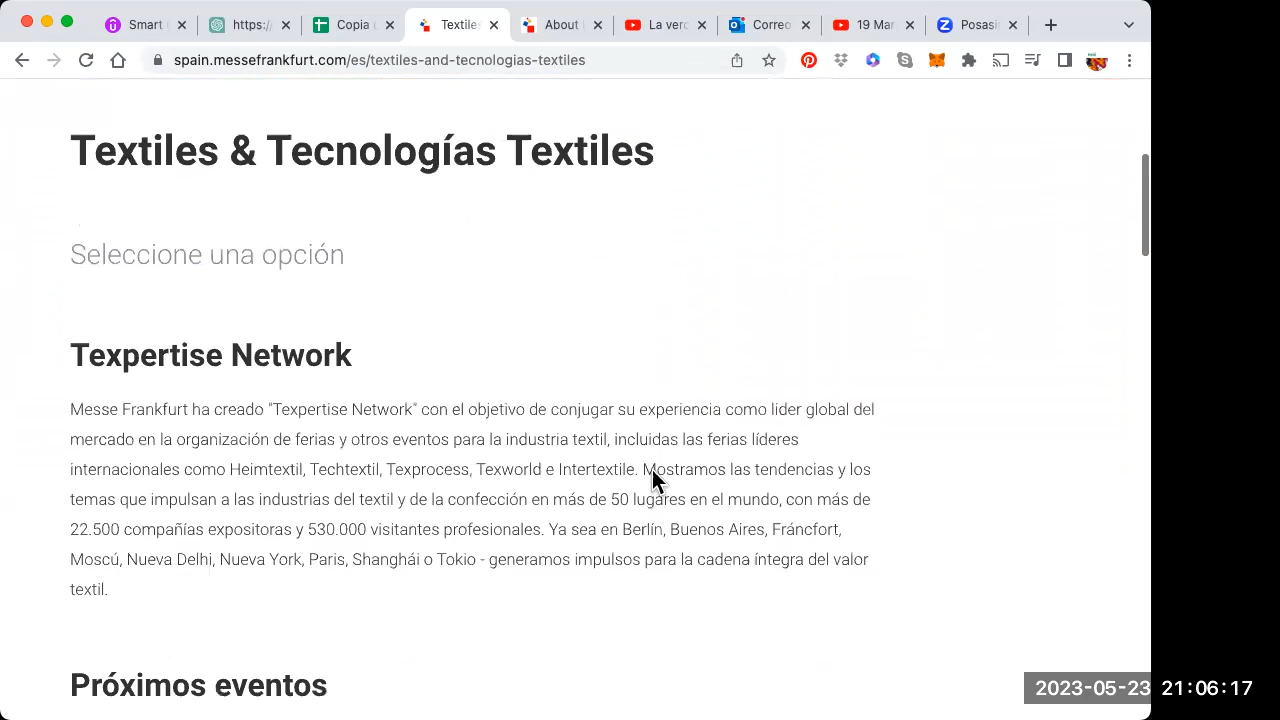 Smart
https:/
Copia
Textile
About
La verc
Correo
19 Mar
Posasi
spain.messefrankfurt.com/es/textiles-and-tecnologias-textiles
Textiles & Tecnologías Textiles
Seleccione una opción
Texpertise Network
Messe Frankfurt ha creado "Texpertise Network" con el objetivo de conjugar su experiencia como líder global del
mercado en la organización de ferias y otros eventos para la industria textil, incluidas las ferias líderes
internacionales como Heimtextil, Techtextil, Texprocess, Texworld e Intertextile. Mostramos las tendencias y los
temas que impulsan a las industrias del textil y de la confección en más de 50 lugares en el mundo, con más de
22.500 compañías expositoras y 530.000 visitantes profesionales. Ya sea en Berlín, Buenos Aires, Fráncfort,
Moscú, Nueva Delhi, Nueva York, Paris, Shanghái o Tokio - generamos impulsos para la cadena íntegra del valor
textil.
Próximos eventos
2023-05-23 21:06:17